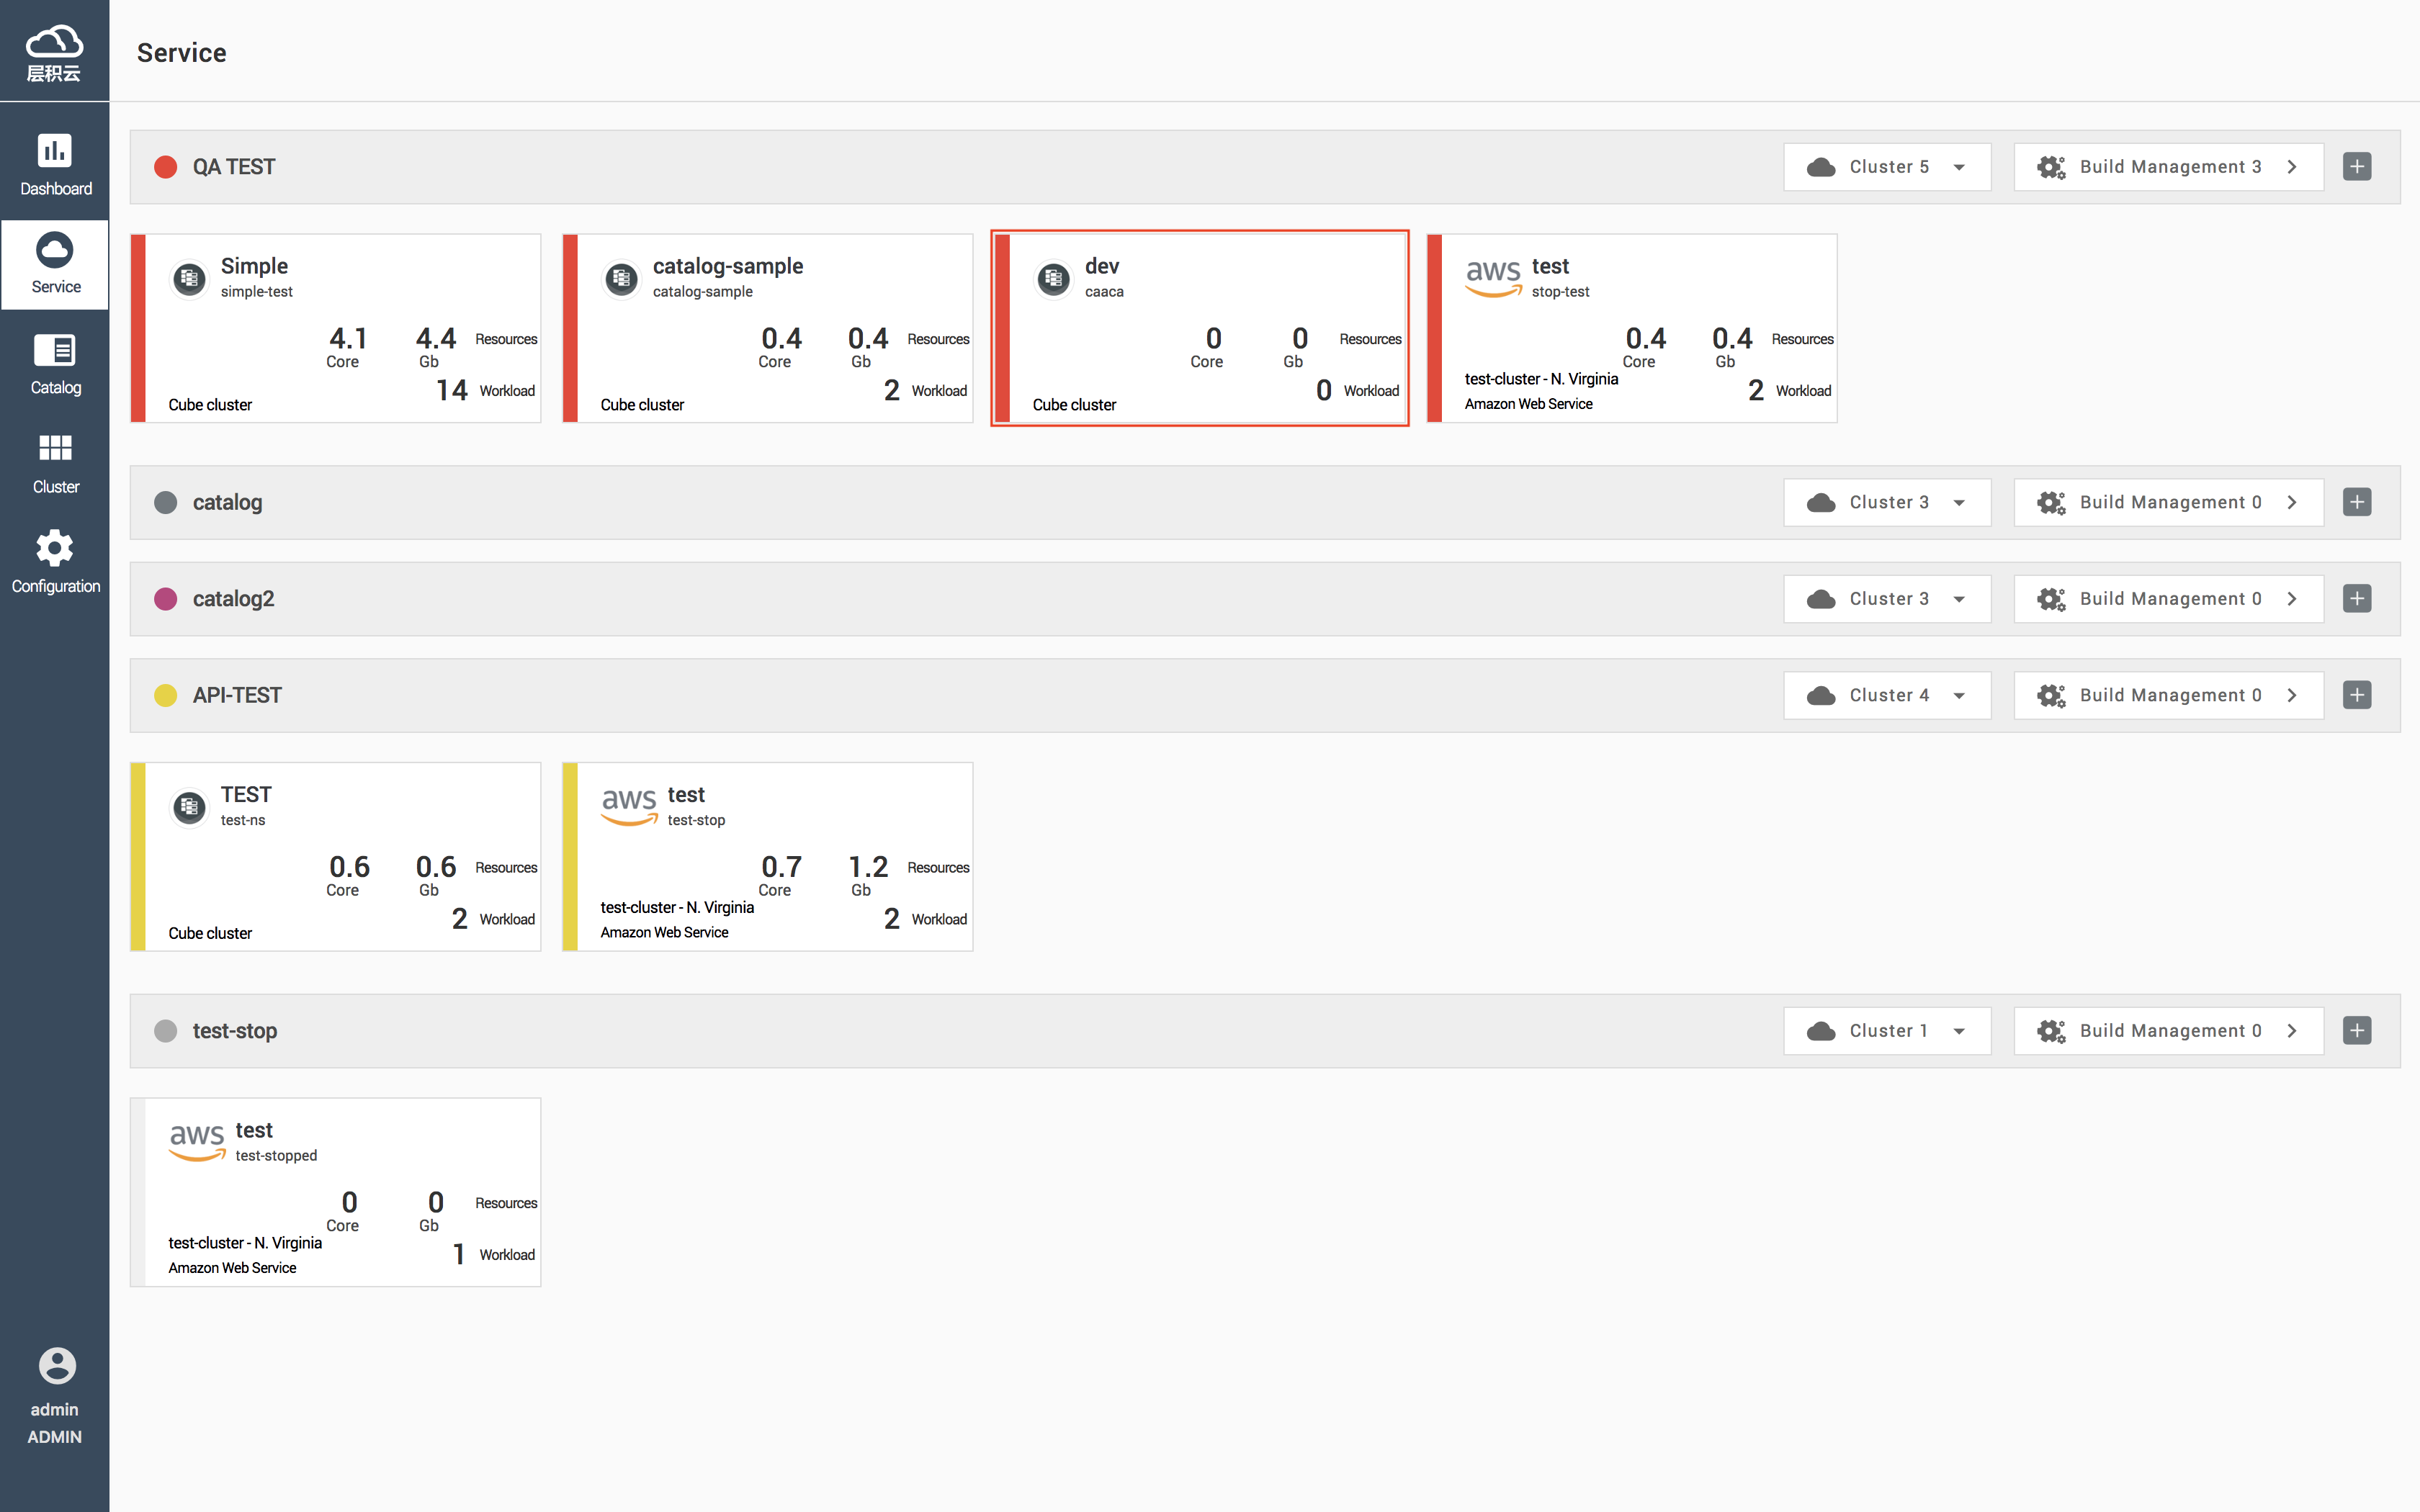 层积云
Service
Dashboard
Service
Catalog
Cluster
Configuration
admin
ADMIN
QA TEST
Cluster 5
Build Management 3
Simple
simple-test
4.1 4.4 Resources
Core Gb
14 Workload
Cube cluster
catalog-sample
catalog-sample
0.4 0.4 Resources
Core Gb
2 Workload
Cube cluster
dev
caaca
0 0 Resources
Core Gb
0 Workload
Cube cluster
aws test
stop-test
0.4 0.4 Resources
Core Gb
test-cluster - N. Virginia
2 Workload
Amazon Web Service
catalog
Cluster 3
Build Management 0
catalog2
Cluster 3
Build Management 0
API-TEST
Cluster 4
Build Management 0
TEST
test-ns
0.6 0.6 Resources
Core Gb
2 Workload
Cube cluster
aws test
test-stop
0.7 1.2 Resources
Core Gb
test-cluster - N. Virginia
2 Workload
Amazon Web Service
test-stop
Cluster 1
Build Management 0
aws test
test-stopped
0 0 Resources
Core Gb
test-cluster - N. Virginia
1 Workload
Amazon Web Service